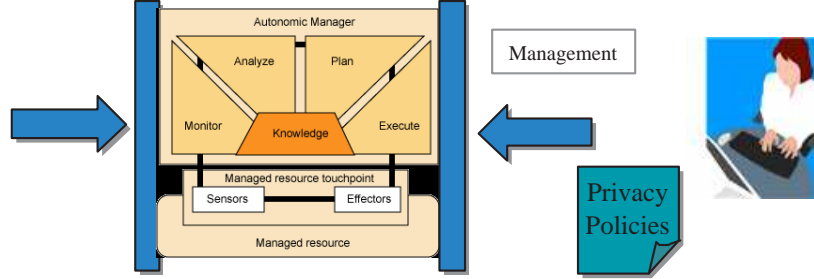 Autonomic Manager
Management
Analyze
Plan
Monitor
Knowledge
Execute
Managed resource touchpoint
Sensors
Effectors
Privacy
Policies
Managed resource